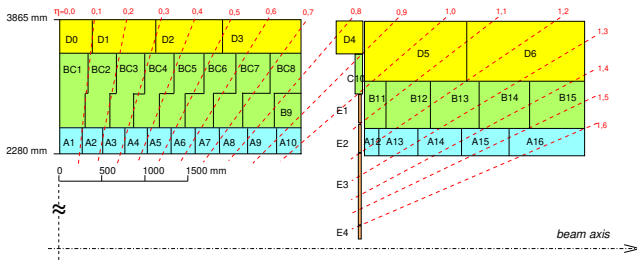 η=0,0 0,1 0,2 0,3 0,4 0,5 0,6 0,7 0,8 1,0 1,1 1,2 1,3
3865 mm
D0 D1 D2 D3 D4 D5 D6
1,4
BC1 BC2 BC3 BC4 BC5 BC6 BC7 BC8 C10
1,5
B9 E1 B11 B12 B13 B14 B15
1,6
A1 A2 A3 A4 A5 A6 A7 A8 A9 A10 E2 A12 A13 A14 A15 A16
2280 mm
0 500 1000 1500 mm
E3
≈
E4
beam axis